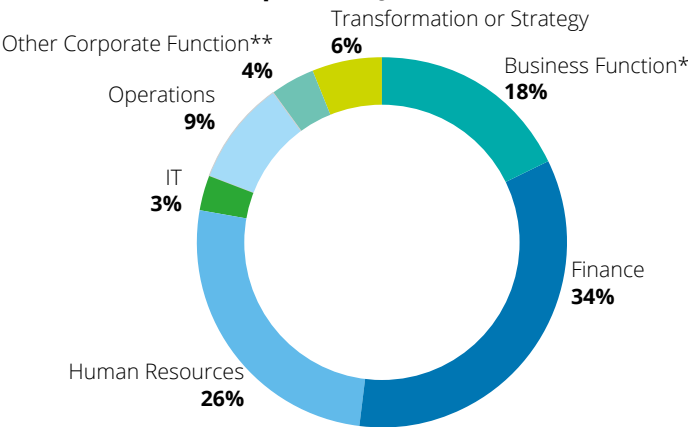 Transformation or Strategy
6%
Business Function*
18%
Finance
34%
Human Resources
26%
IT
3%
Operations
9%
Other Corporate Function**
4%